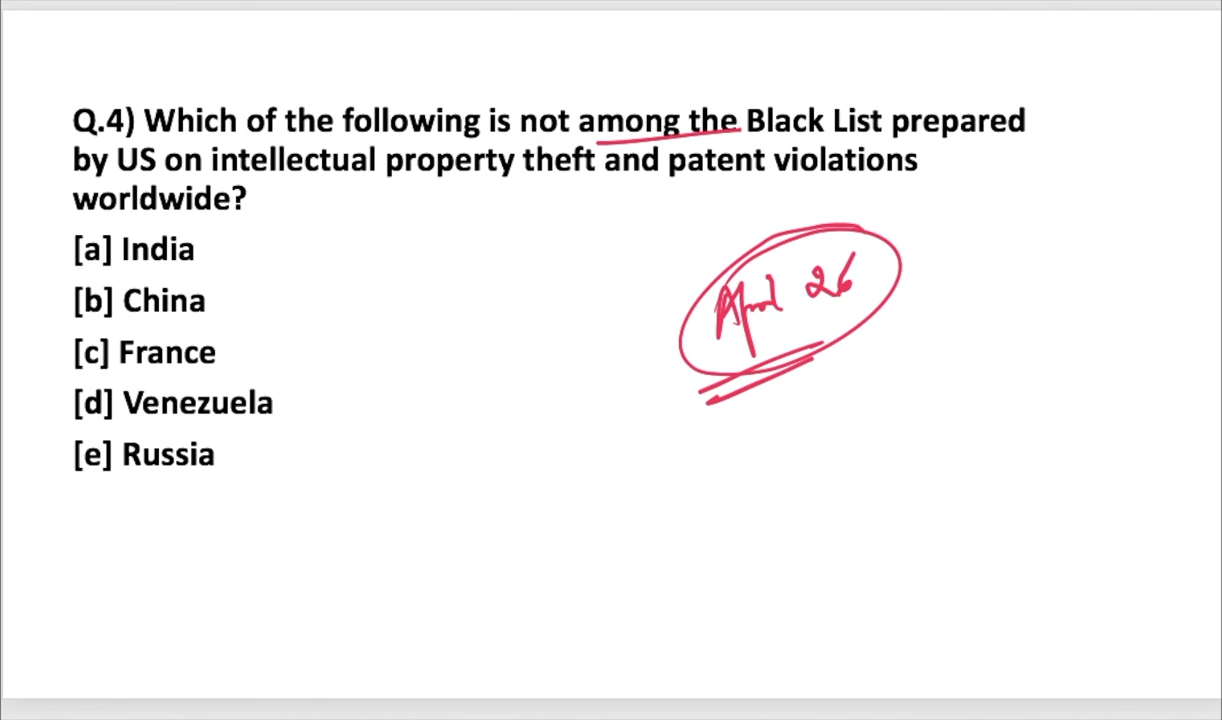 Q.4) Which of the following is not among the Black List prepared
by US on intellectual property theft and patent violations
worldwide?
[a] India
[b] China
[c] France
[d] Venezuela
[e] Russia
April 26